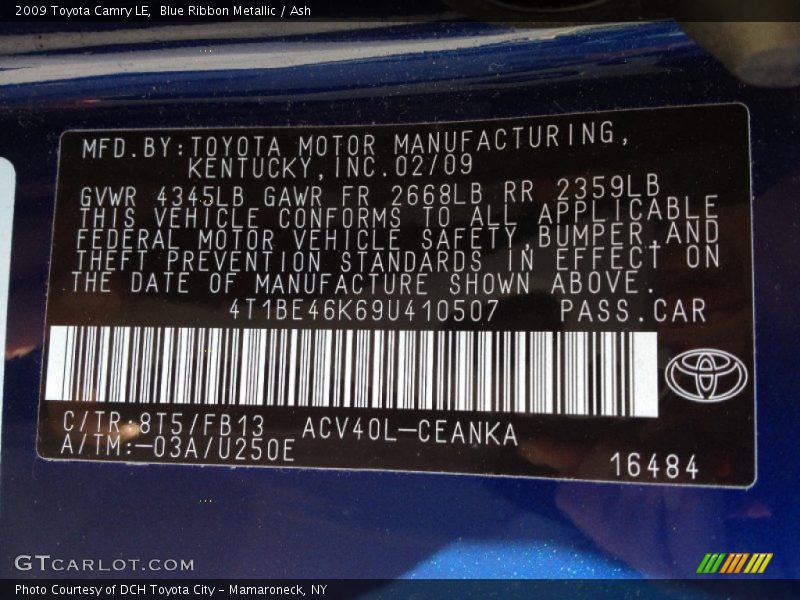 2009 Toyota Camry LE, Blue Ribbon Metallic / Ash
MFD.BY:TOYOTA MOTOR MANUFACTURING,
KENTUCKY,INC.02/09
GVWR 4345LB GAWR FR 2668LB RR 2359LB
THIS VEHICLE CONFORMS TO ALL APPLICABLE
FEDERAL MOTOR VEHICLE SAFETY,BUMPER,AND
THEFT PREVENTION STANDARDS IN EFFECT ON
THE DATE OF MANUFACTURE SHOWN ABOVE.
4T1BE46K69U410507 PASS.CAR
C/TR:8T5/FB13 ACV40L-CEANKA
A/TM:-03A/U250E
16484
GTCARLOT.COM
Photo Courtesy of DCH Toyota City - Mamaroneck, NY